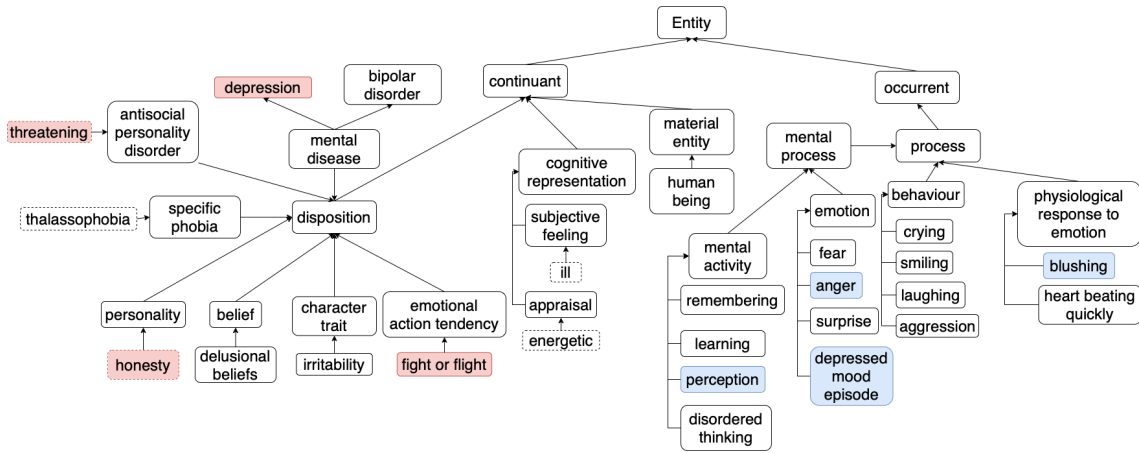 Entity
depression
bipolar
disorder
continuant
occurrent
threatening
antisocial
personality
disorder
mental
disease
material
entity
mental
process
process
cognitive
representation
human
being
thalassophobia
specific
phobia
disposition
subjective
feeling
emotion
behaviour
physiological
response to
emotion
mental
activity
fear
crying
ill
smiling
blushing
anger
remembering
laughing
heart beating
quickly
personality
belief
character
trait
emotional
action tendency
appraisal
surprise
aggression
energetic
learning
honesty
delusional
beliefs
irritability
fight or flight
perception
depressed
mood
episode
disordered
thinking